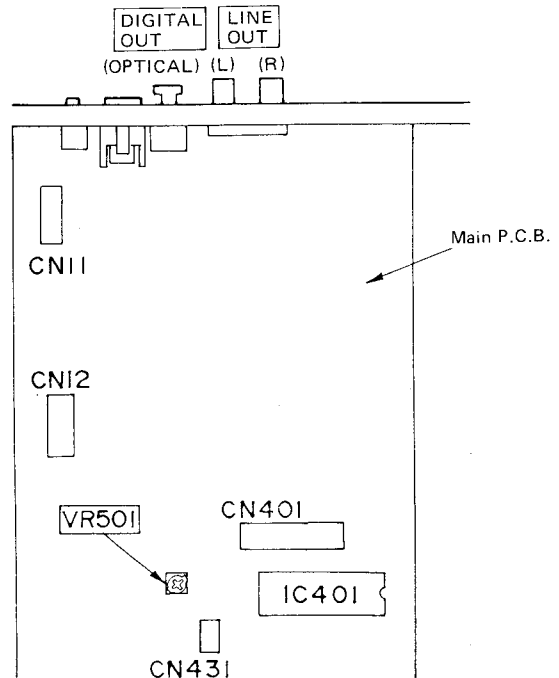 DIGITAL OUT
LINE OUT
(OPTICAL) (L) (R)
Main P.C.B.
CN11
CN12
VR501
CN401
IC401
CN431